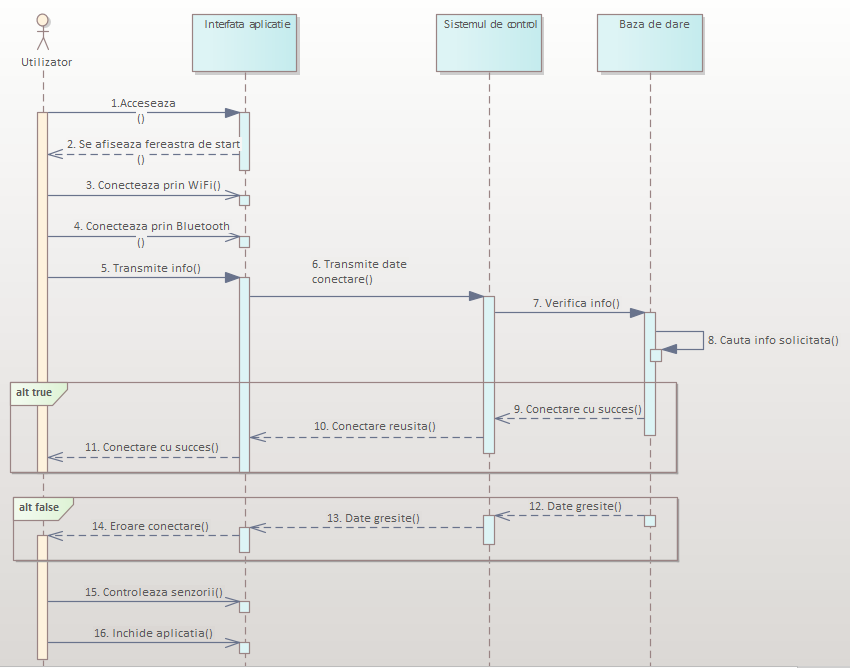 Interfata aplicatie
Sistemul de control
Baza de dare
Utilizator
1.Acceseaza
()
2. Se afiseaza fereastra de start
()
3. Conecteaza prin WiFi()
4. Conecteaza prin Bluetooth
()
5. Transmite info()
6. Transmite date
conectare()
7. Verifica info()
8. Cauta info solicitata()
alt true
9. Conectare cu succes()
10. Conectare reusita()
11. Conectare cu succes()
alt false
12. Date gresite()
13. Date gresite()
14. Eroare conectare()
15. Controleaza senzorii()
16. Inchide aplicatia()